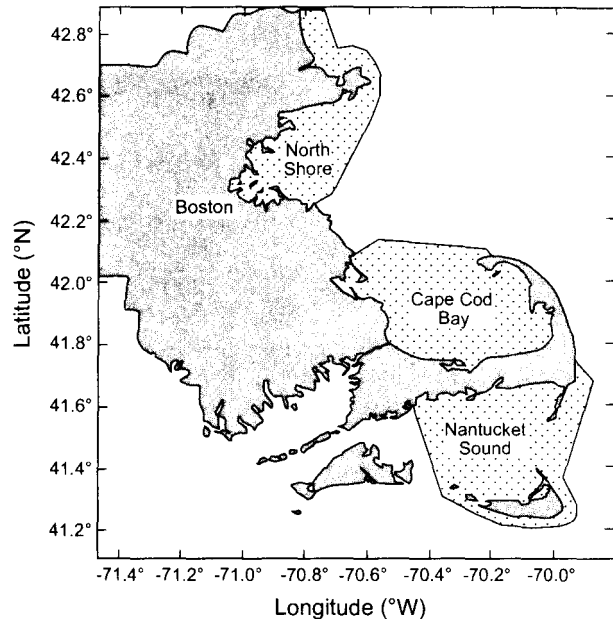 42.8°
42.6°
42.4°
42.2°
42.0°
41.8°
41.6°
41.4°
41.2°
Latitude (°N)
North
Shore
Boston
Cape Cod
Bay
Nantucket
Sound
-71.4° -71.2° -71.0° -70.8° -70.6° -70.4° -70.2° -70.0°
Longitude (°W)